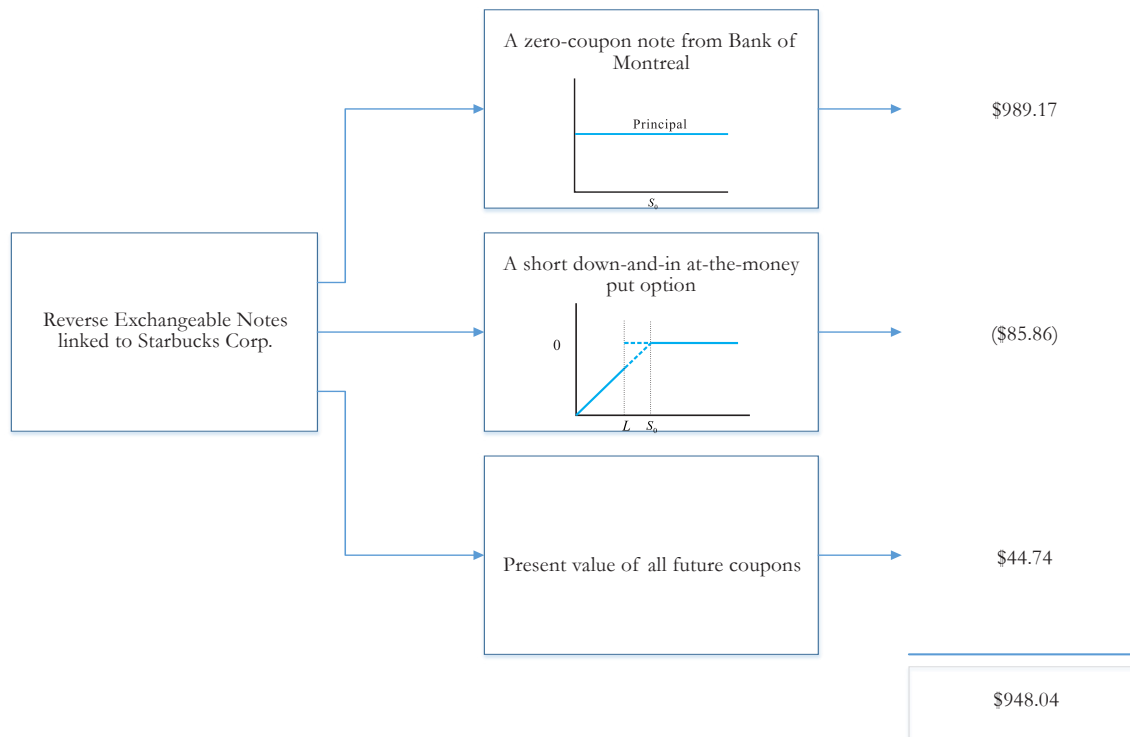 A zero-coupon note from Bank of
Montreal
Principal
S₀
$989.17
Reverse Exchangeable Notes
linked to Starbucks Corp.
A short down-and-in at-the-money
put option
0
L
S₀
($85.86)
Present value of all future coupons
$44.74
$948.04